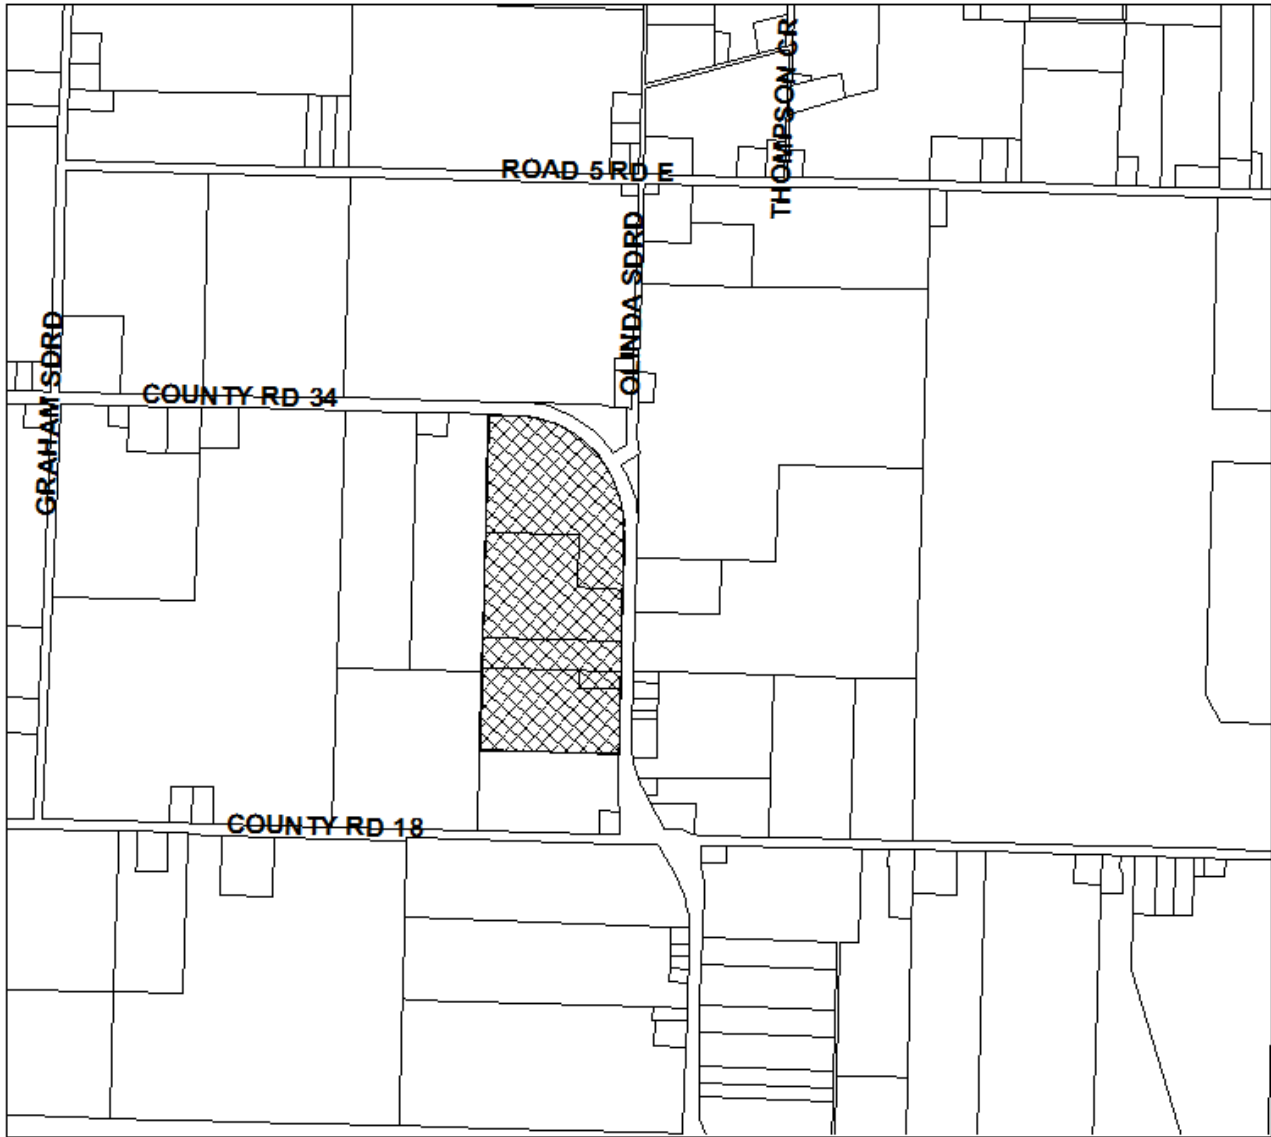 THOMPSON CR
ROAD 5 RD E
OLINDA SDRD
GRAHAM SDRD
COUNTY RD 34
COUNTY RD 18